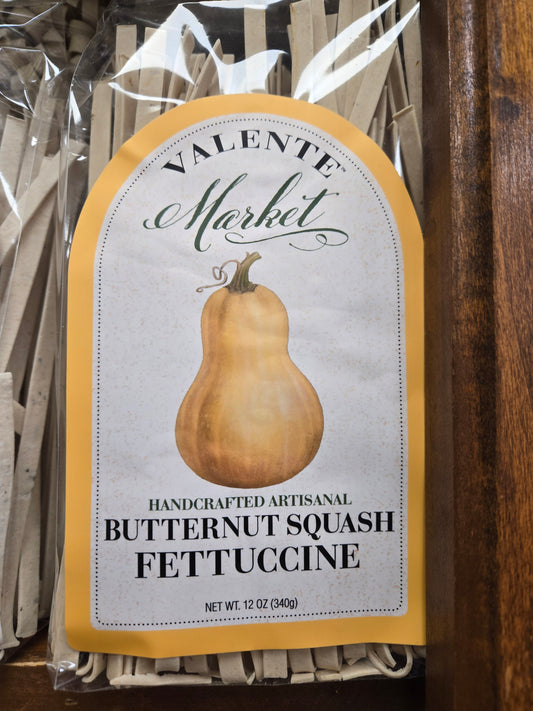 VALENTE™
Market
HANDCRAFTED ARTISANAL
BUTTERNUT SQUASH
FETTUCCINE
NET WT. 12 OZ (340g)